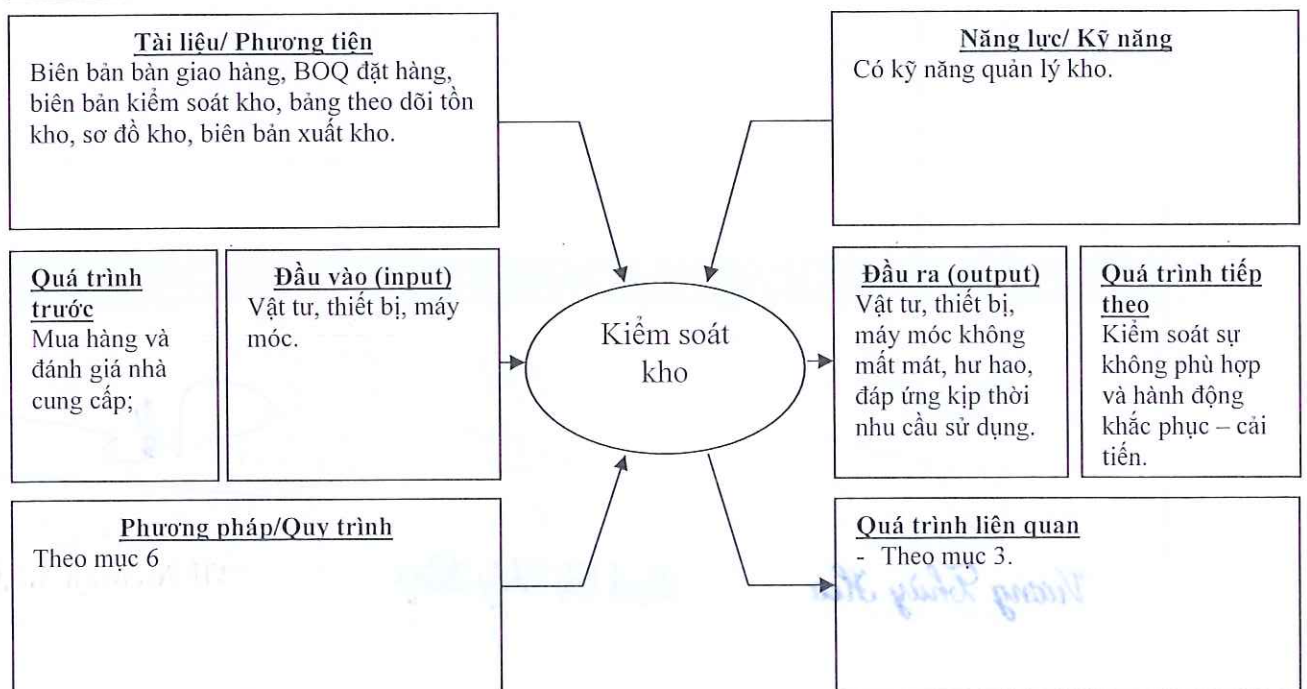 Tài liệu/ Phương tiện
Biên bản bàn giao hàng, BOQ đặt hàng,
biên bản kiểm soát kho, bảng theo dõi tồn
kho, sơ đồ kho, biên bản xuất kho.
Năng lực/ Kỹ năng
Có kỹ năng quản lý kho.
Quá trình
trước
Mua hàng và
đánh giá nhà
cung cấp;
Đầu vào (input)
Vật tư, thiết bị, máy
móc.
Kiểm soát
kho
Đầu ra (output)
Vật tư, thiết bị,
máy móc không
mất mát, hư hao,
đáp ứng kịp thời
nhu cầu sử dụng.
Quá trình tiếp
theo
Kiểm soát sự
không phù hợp
và hành động
khắc phục – cải
tiến.
Phương pháp/Quy trình
Theo mục 6
Quá trình liên quan
- Theo mục 3.